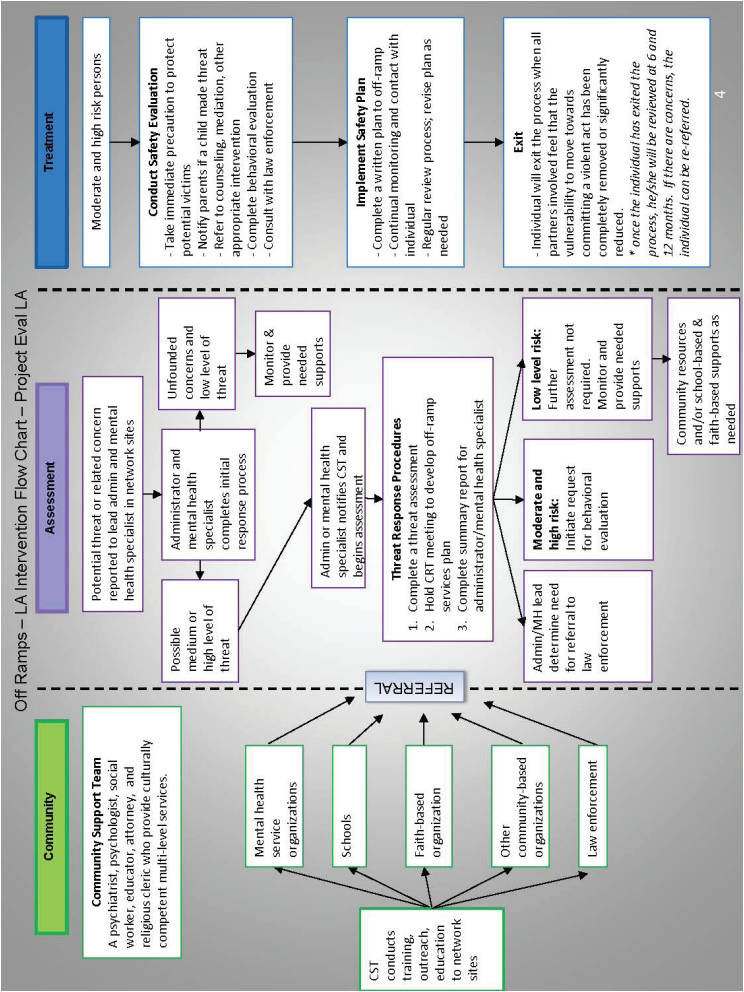 Off Ramps – LA Intervention Flow Chart – Project Eval LA
Community
Community Support Team
A psychiatrist, psychologist, social
worker, educator, attorney, and
religious cleric who provide culturally
competent multi-level services.
CST
conducts
training,
outreach,
education
to network
sites
Mental health
service
organizations
Schools
Faith-based
organization
Other
community-based
organizations
Law enforcement
REFERRAL
Assessment
Potential threat or related concern
reported to lead admin and mental
health specialist in network sites
Possible
medium or
high level of
threat
Administrator and
mental health
specialist
completes initial
response process
Unfounded
concerns and
low level of
threat
Monitor &
provide
needed
supports
Admin or mental health
specialist notifies CST and
begins assessment
Threat Response Procedures
1. Complete a threat assessment
2. Hold CRT meeting to develop off-ramp
services plan
3. Complete summary report for
administrator/mental health specialist
Admin/MH lead
determine need
for referral to
law
enforcement
Moderate and
high risk:
Initiate request
for behavioral
evaluation
Low level risk:
Further
assessment not
required.
Monitor and
provide needed
supports
Community resources
and/or school-based &
faith-based supports as
needed
Treatment
Moderate and high risk persons
Conduct Safety Evaluation
- Take immediate precaution to protect
potential victims
- Notify parents if a child made threat
- Refer to counseling, mediation, other
appropriate intervention
- Complete behavioral evaluation
- Consult with law enforcement
Implement Safety Plan
- Complete a written plan to off-ramp
- Continual monitoring and contact with
individual
- Regular review process; revise plan as
needed
Exit
- Individual will exit the process when all
partners involved feel that the
vulnerability to move towards
committing a violent act has been
completely removed or significantly
reduced.
* once the individual has exited the
process, he/she will be reviewed at 6 and
12 months. If there are concerns, the
individual can be re-referred.
4